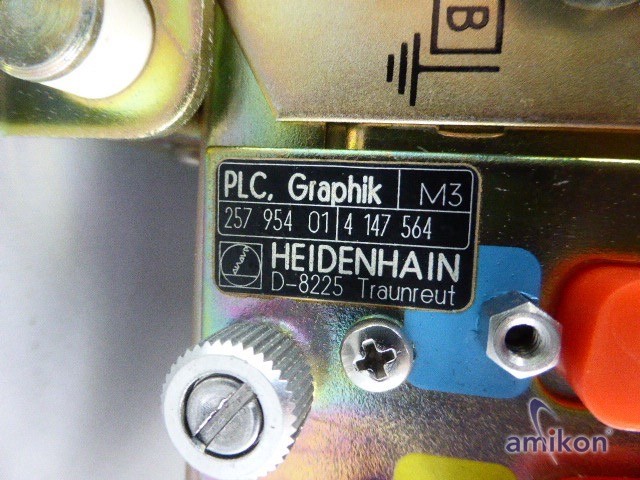 B
PLC, Graphik M3
257 954 01 4 147 564
HEIDENHAIN
D-8225 Traunreut
amikon